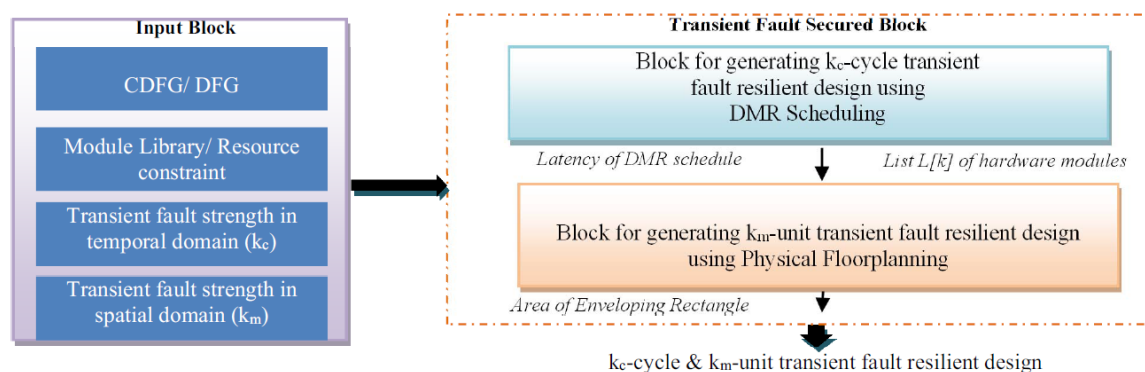 Input Block
CDFG/ DFG
Module Library/ Resource
constraint
Transient fault strength in
temporal domain (kc)
Transient fault strength in
spatial domain (km)
Transient Fault Secured Block
Block for generating kc-cycle transient
fault resilient design using
DMR Scheduling
Latency of DMR schedule
List L[k] of hardware modules
Block for generating km-unit transient fault resilient design
using Physical Floorplanning
Area of Enveloping Rectangle
kc-cycle & km-unit transient fault resilient design